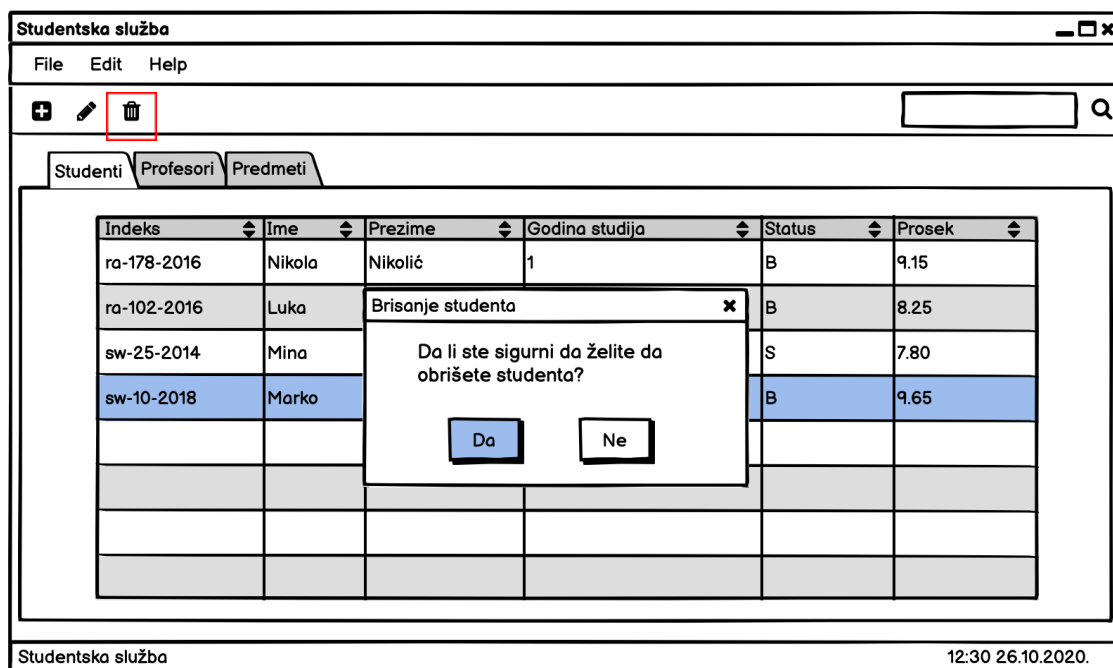 Studentska služba
File Edit Help
Studenti Profesori Predmeti
Indeks Ime Prezime Godina studija Status Prosek
ra-178-2016 Nikola Nikolić 1 B 9.15
ra-102-2016 Luka B 8.25
Brisanje studenta
sw-25-2014 Mina S 7.80
Da li ste sigurni da želite da
obrišete studenta?
sw-10-2018 Marko B 9.65
Da Ne
Studentska služba 12:30 26.10.2020.